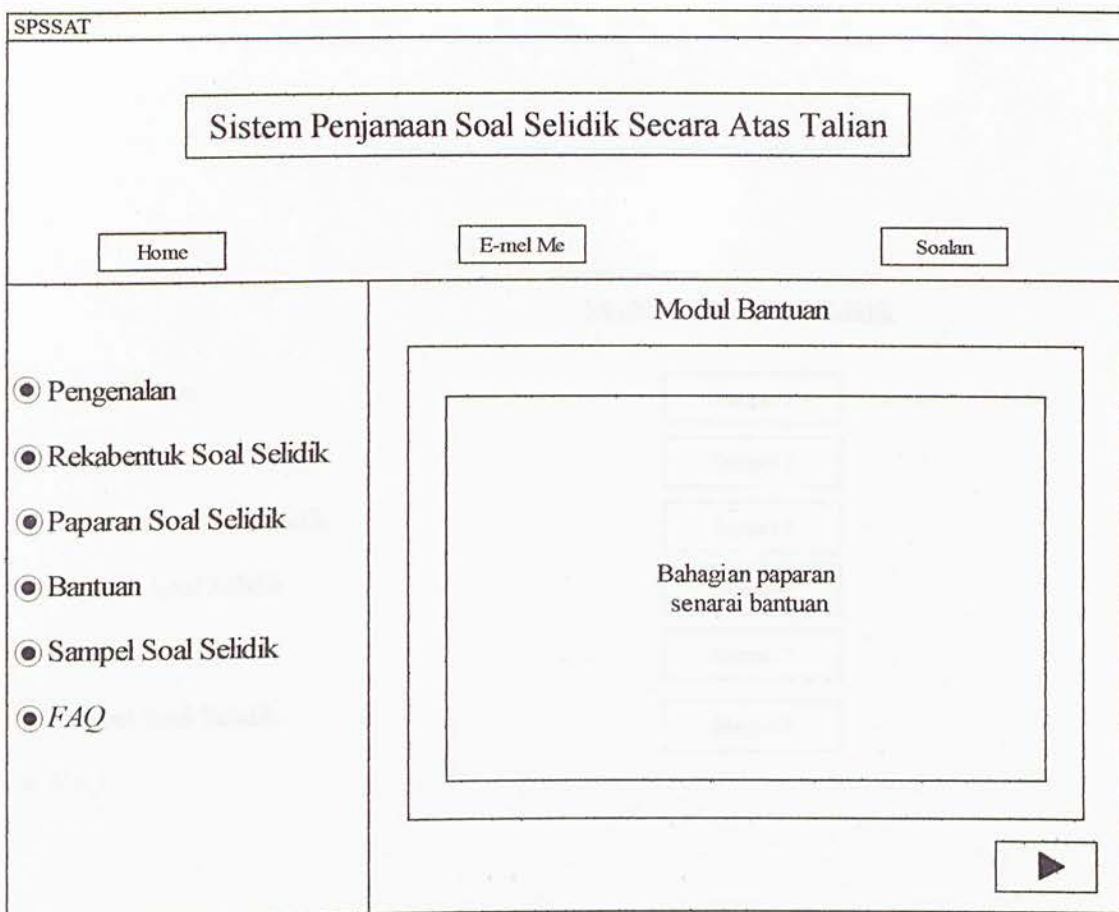 SPSSAT
Sistem Penjanaan Soal Selidik Secara Atas Talian
Home
E-mel Me
Soalan
Pengenalan
Rekabentuk Soal Selidik
Paparan Soal Selidik
Bantuan
Sampel Soal Selidik
FAQ
Modul Bantuan
Bahagian paparan
senarai bantuan